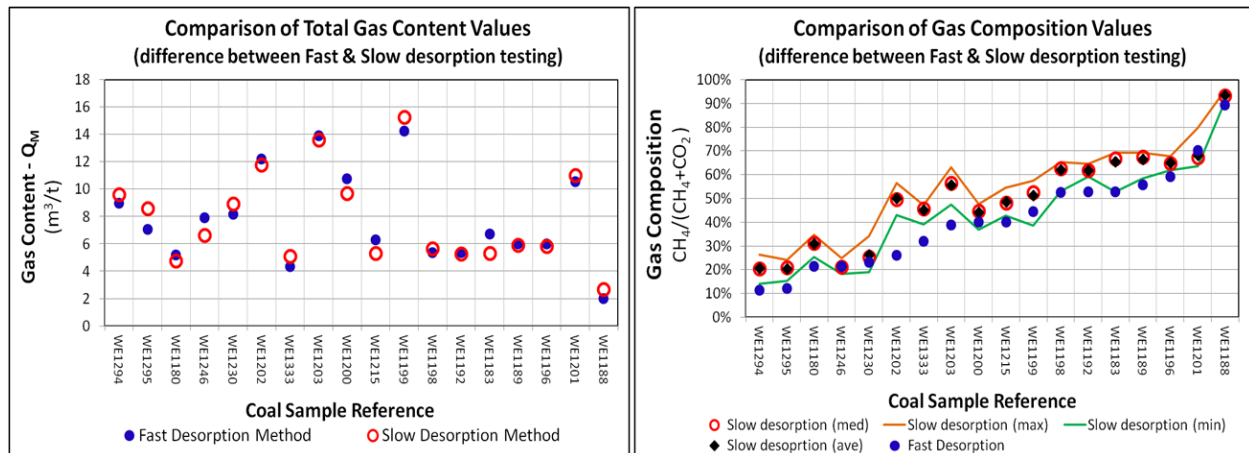 Comparison of Total Gas Content Values
(difference between Fast & Slow desorption testing)
18
16
14
12
10
8
6
4
2
0
Gas Content - QM
(m³/t)
WE1294
WE1295
WE1180
WE1246
WE1230
WE1202
WE1333
WE1203
WE1200
WE1215
WE1199
WE1198
WE1192
WE1183
WE1189
WE1196
WE1201
WE1188
Coal Sample Reference
Fast Desorption Method
Slow Desorption Method
Comparison of Gas Composition Values
(difference between Fast & Slow desorption testing)
100%
90%
80%
70%
60%
50%
40%
30%
20%
10%
0%
Gas Composition
CH4/(CH4+CO2)
WE1294
WE1295
WE1180
WE1246
WE1230
WE1202
WE1333
WE1203
WE1200
WE1215
WE1199
WE1198
WE1192
WE1183
WE1189
WE1196
WE1201
WE1188
Coal Sample Reference
Slow desorption (med)
Slow desoprtion (max)
Slow desoprtion (min)
Slow desoprtion (ave)
Fast Desorption